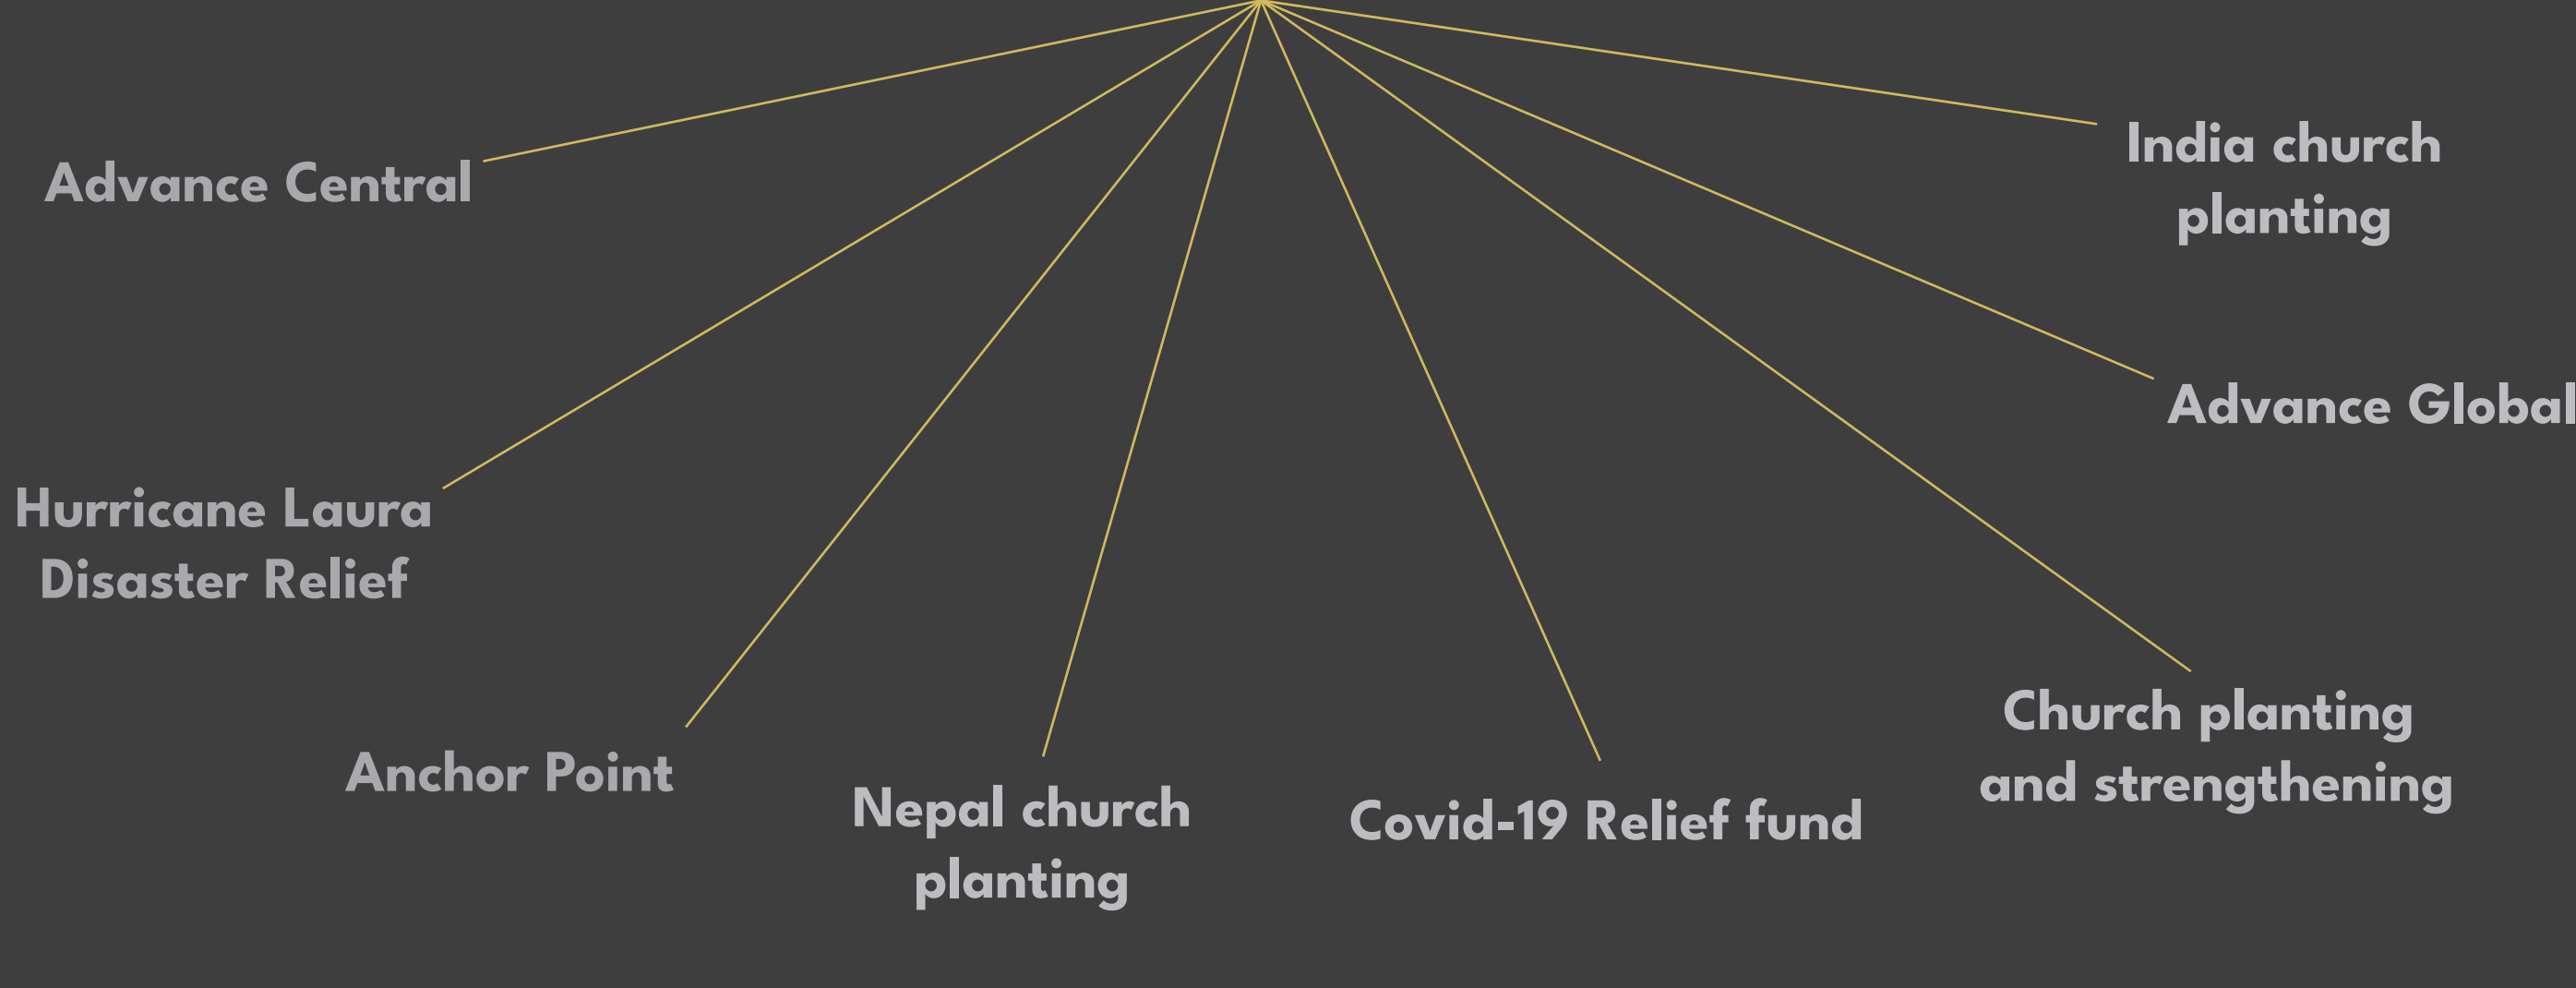 Advance Central
Hurricane Laura
Disaster Relief
Anchor Point
Nepal church
planting
Covid-19 Relief fund
Church planting
and strengthening
Advance Global
India church
planting